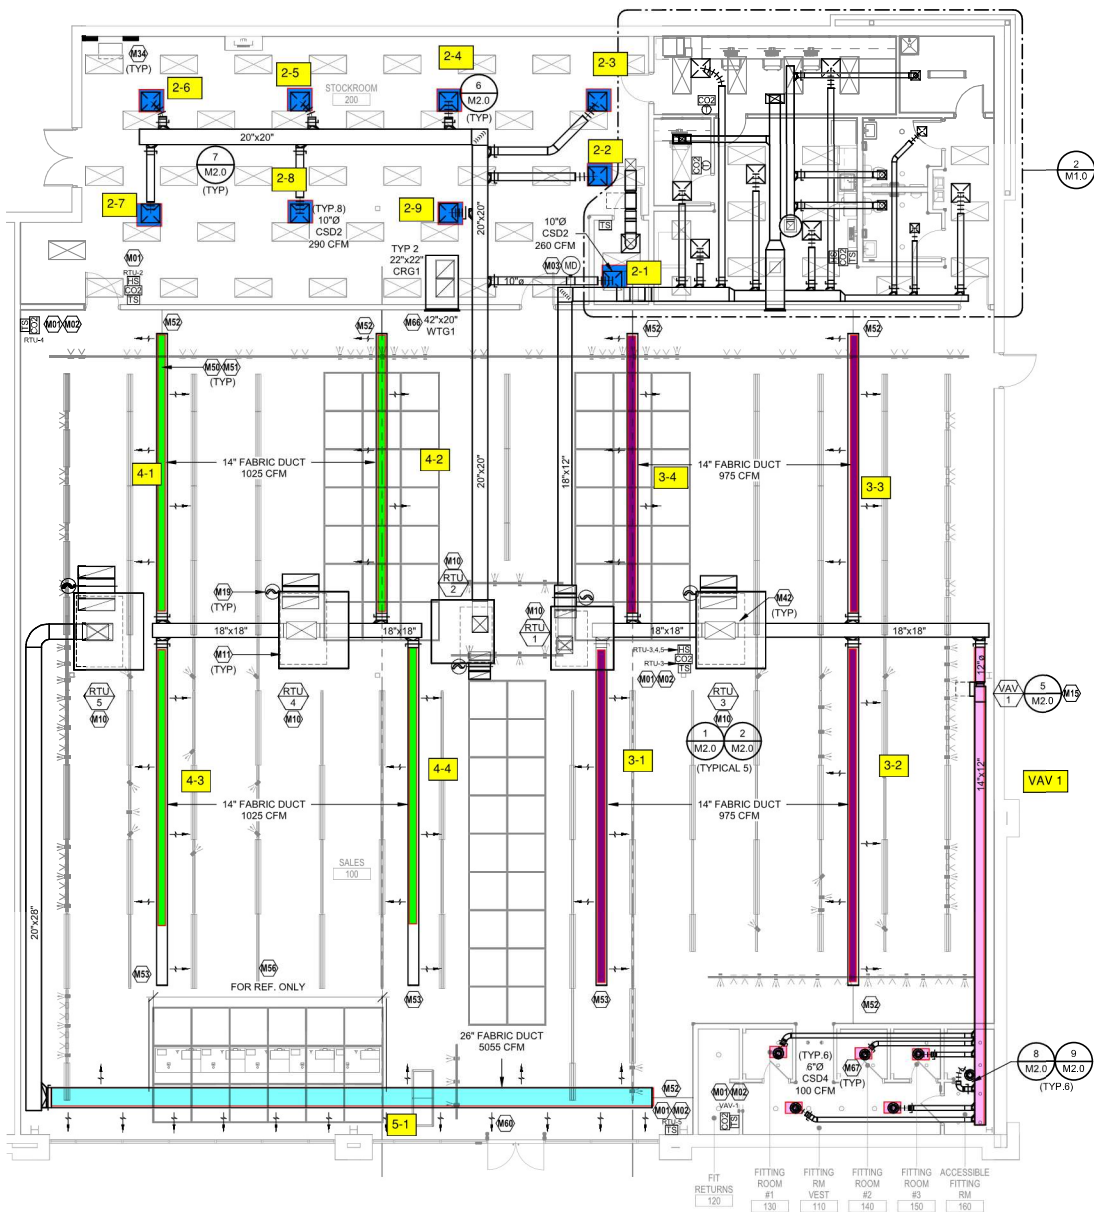 M34
(TYP)
2-6
2-5
2-4
2-3
STOCKROOM
200
6
M2.0
(TYP)
20"x20"
7
M2.0
(TYP)
2-8
2-2
2-7
(TYP.8)
10"Ø
CSD2
290 CFM
2-9
20"x20"
10"Ø
CSD2
260 CFM
TS
CO2
T
CO2
T
HS
CO2
TS
2
M1.0
TYP 2
22"x22"
CRG1
M03
MD
2-1
10"ø
M01
RTU-2
HS
CO2
TS
TS
CO2
M01
M02
RTU-4
M52
M52
M66
42"x20"
WTG1
M52
M52
M50
M51
(TYP)
4-1
14" FABRIC DUCT
1025 CFM
4-2
20"x20"
18"x12"
3-4
14" FABRIC DUCT
975 CFM
3-3
M10
RTU
2
M19
(TYP)
M10
RTU
1
M42
(TYP)
18"x18"
18"x18"
18"x18"
18"x18"
M11
(TYP)
RTU-3,4,5
HS
CO2
RTU-3
TS
M01
M02
12"ø
RTU
5
M10
RTU
4
M10
RTU
3
M10
1
M2.0
2
M2.0
(TYPICAL 5)
VAV
1
5
M2.0
M15
4-3
4-4
3-1
3-2
VAV 1
14"x12"
14" FABRIC DUCT
1025 CFM
14" FABRIC DUCT
975 CFM
SALES
100
20"x28"
M53
M56
FOR REF. ONLY
M53
M53
M52
26" FABRIC DUCT
5055 CFM
(TYP.6)
6"Ø
CSD4
100 CFM
M67
(TYP)
8
M2.0
9
M2.0
(TYP.6)
M52
M01
M02
RTU-5
TS
M01
M02
VAV-1
CO2
TS
5-1
M60
FIT
RETURNS
120
FITTING
ROOM
#1
130
FITTING
RM
VEST
110
FITTING
ROOM
#2
140
FITTING
ROOM
#3
150
ACCESSIBLE
FITTING
RM
160